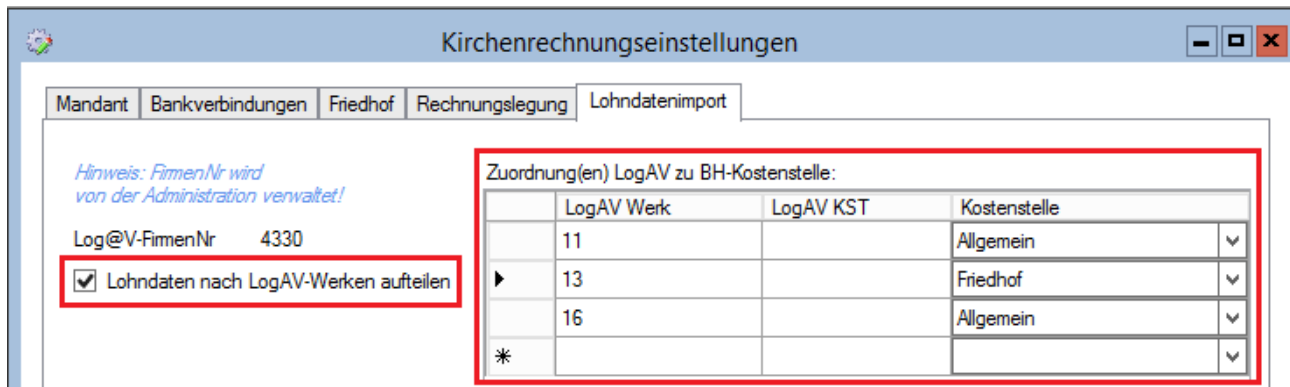 Kirchenrechnungseinstellungen
Mandant Bankverbindungen Friedhof Rechnungslegung Lohndatenimport
Hinweis: FirmenNr wird
von der Administration verwaltet!
Log@V-FirmenNr 4330
Lohndaten nach LogAV-Werken aufteilen
Zuordnung(en) LogAV zu BH-Kostenstelle:
LogAV Werk LogAV KST Kostenstelle
11 Allgemein
13 Friedhof
16 Allgemein